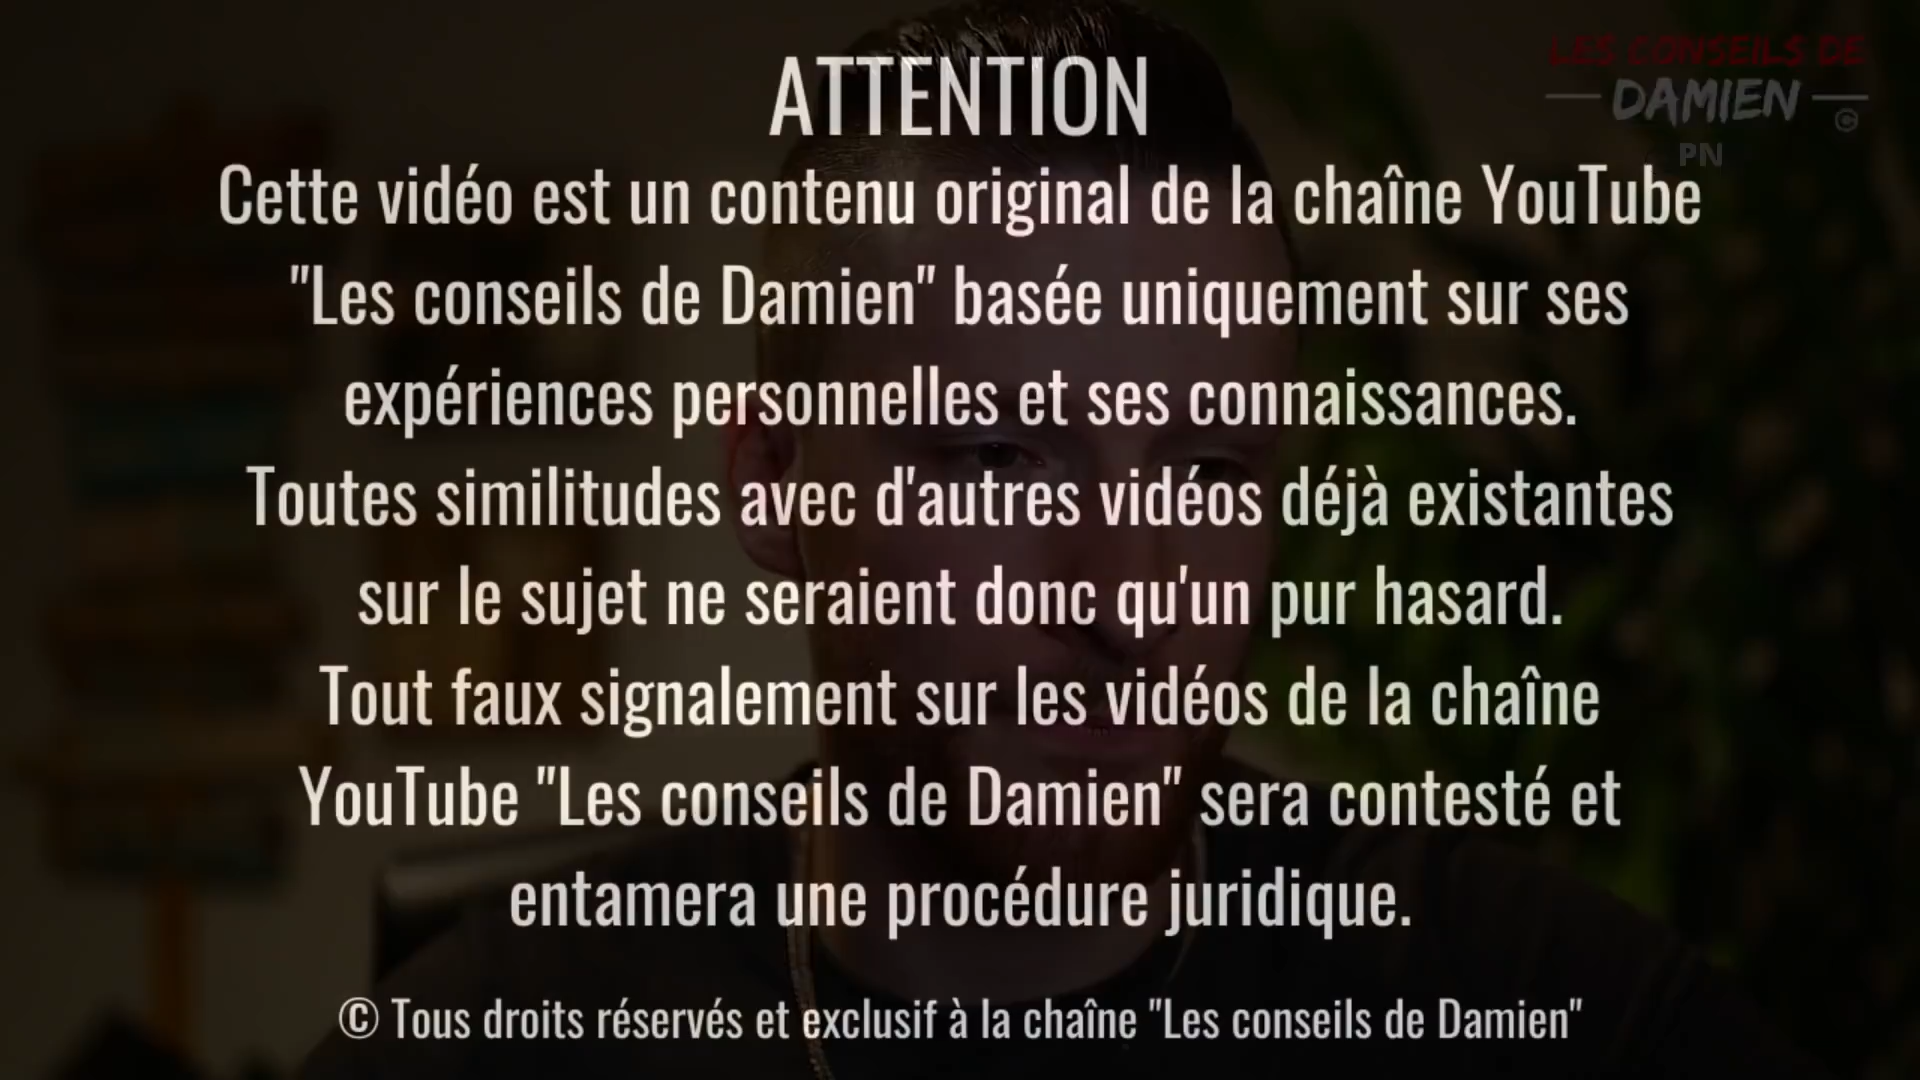 LES CONSEILS DE
DAMIEN
©
PN
ATTENTION
Cette vidéo est un contenu original de la chaîne YouTube
"Les conseils de Damien" basée uniquement sur ses
expériences personnelles et ses connaissances.
Toutes similitudes avec d'autres vidéos déjà existantes
sur le sujet ne seraient donc qu'un pur hasard.
Tout faux signalement sur les vidéos de la chaîne
YouTube "Les conseils de Damien" sera contesté et
entamera une procédure juridique.
© Tous droits réservés et exclusif à la chaîne "Les conseils de Damien"